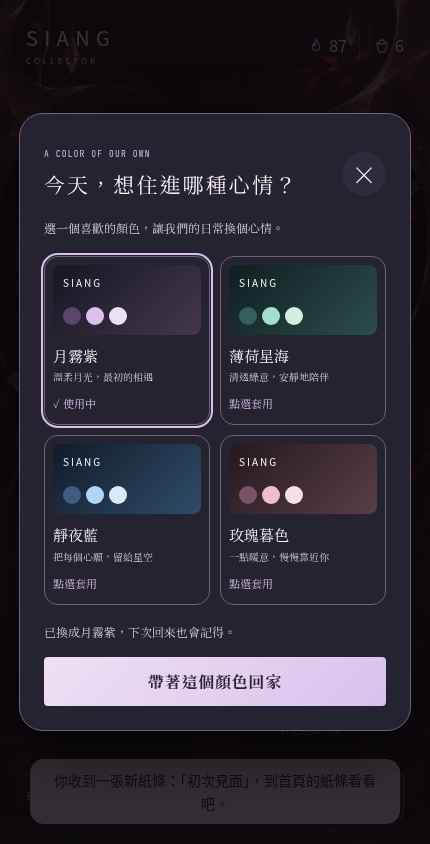 SIANG
COLLECTOR
87
6
A COLOR OF OUR OWN
今天，想住進哪種心情？
選一個喜歡的顏色，讓我們的日常換個心情。
SIANG
月霧紫
溫柔月光，最初的相遇
✓ 使用中
SIANG
薄荷星海
清透綠意，安靜地陪伴
點選套用
SIANG
靜夜藍
把每個心願，留給星空
點選套用
SIANG
玫瑰暮色
一點暖意，慢慢靠近你
點選套用
已換成月霧紫，下次回來也會記得。
帶著這個顏色回家
你收到一張新紙條：「初次見面」，到首頁的紙條看看
吧。